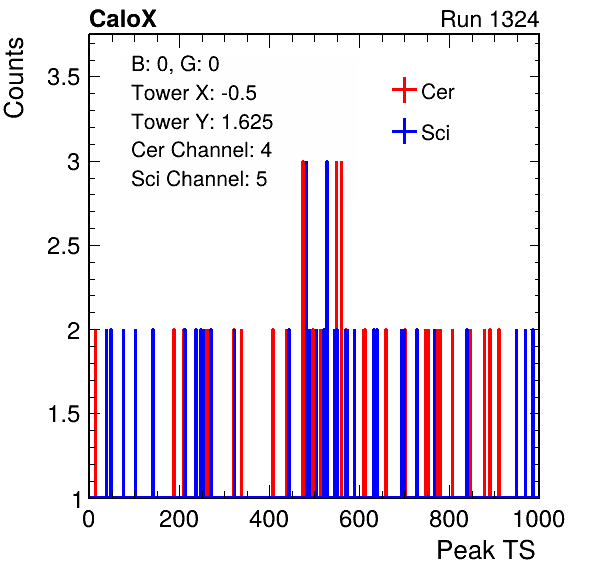 CaloX Run 1324
Counts
B: 0, G: 0
Tower X: -0.5
Tower Y: 1.625
Cer Channel: 4
Sci Channel: 5
Cer
Sci
3.5
3
2.5
2
1.5
1
0 200 400 600 800 1000
Peak TS